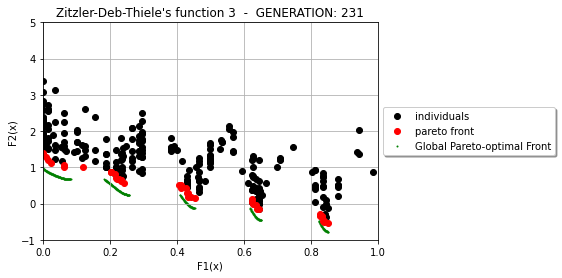 Zitzler-Deb-Thiele's function 3 - GENERATION: 231
5
4
3
2
1
0
-1
F2(x)
0.0 0.2 0.4 0.6 0.8 1.0
F1(x)
individuals
pareto front
Global Pareto-optimal Front